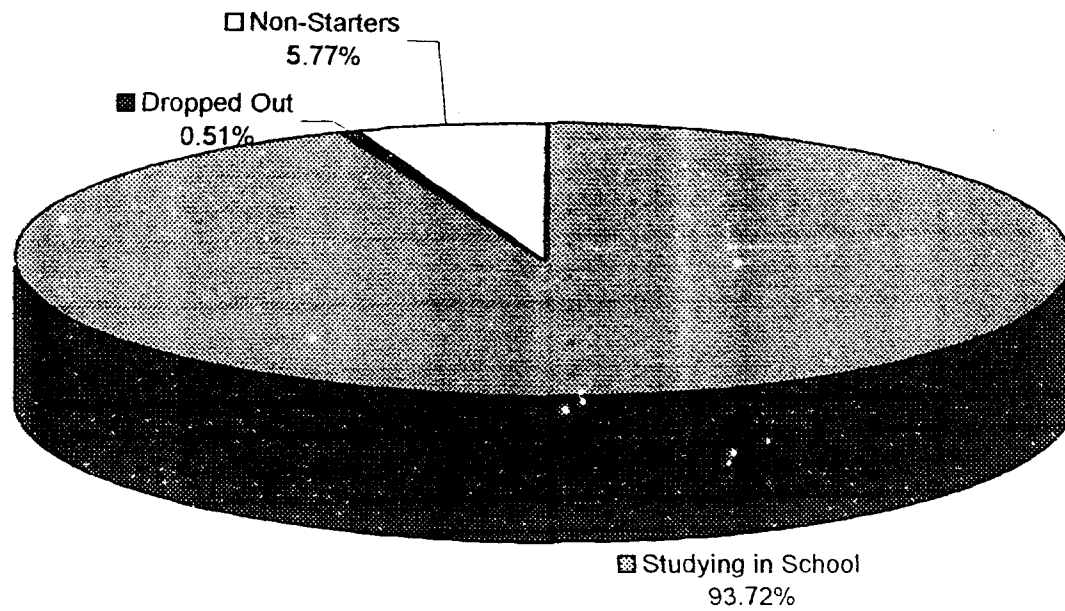 Non-Starters
5.77%
Dropped Out
0.51%
Studying in School
93.72%